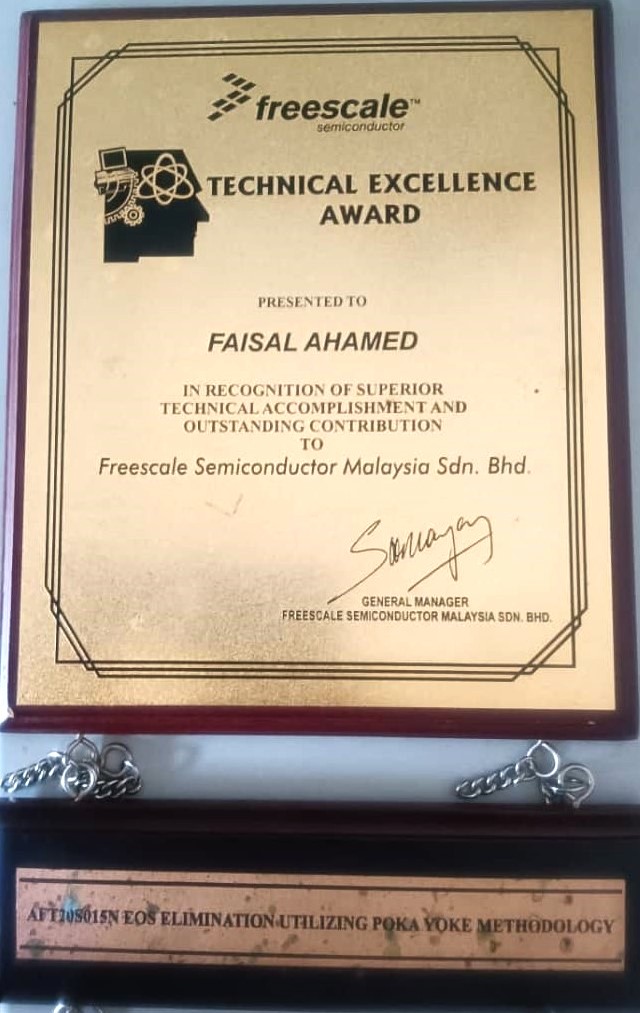 freescale™
semiconductor
TECHNICAL EXCELLENCE
AWARD
PRESENTED TO
FAISAL AHAMED
IN RECOGNITION OF SUPERIOR
TECHNICAL ACCOMPLISHMENT AND
OUTSTANDING CONTRIBUTION
TO
Freescale Semiconductor Malaysia Sdn. Bhd.
GENERAL MANAGER
FREESCALE SEMICONDUCTOR MALAYSIA SDN. BHD.
AFT20S015N EOS ELIMINATION UTILIZING POKA YOKE METHODOLOGY